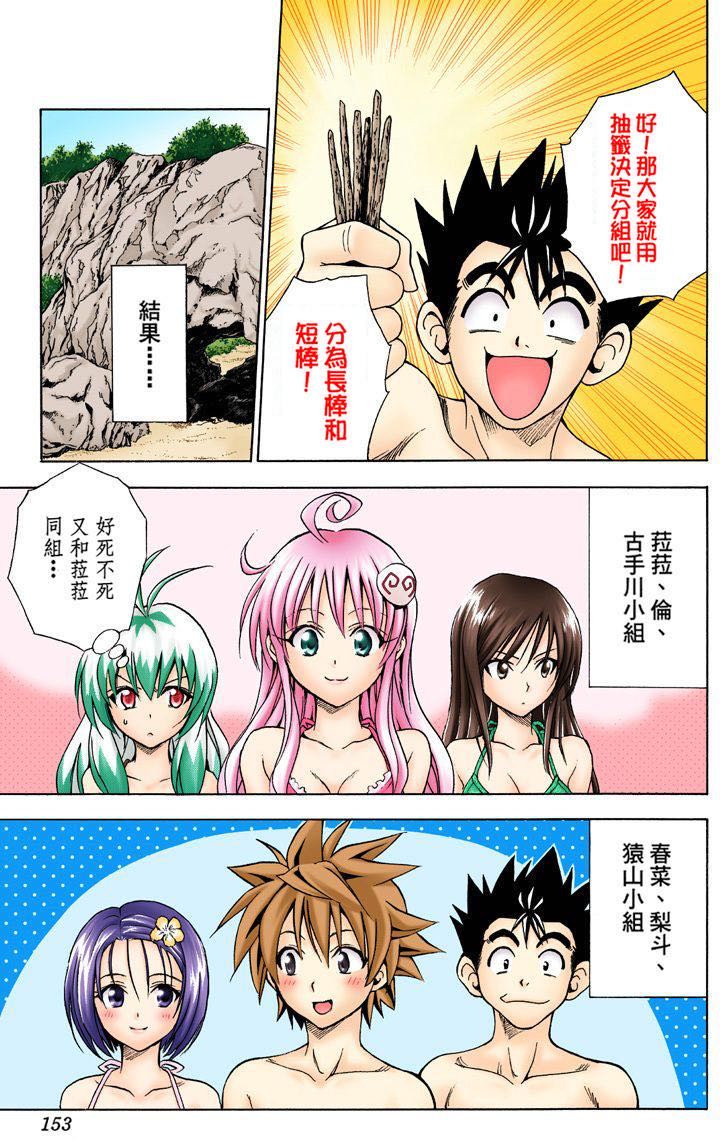 好！那大家就用
抽籤決定分組吧！
分為長棒和
短棒！
結果……
菈菈、倫、
古手川小組
好死不死
又和菈菈
同組…
春菜、梨斗、
猿山小組
153